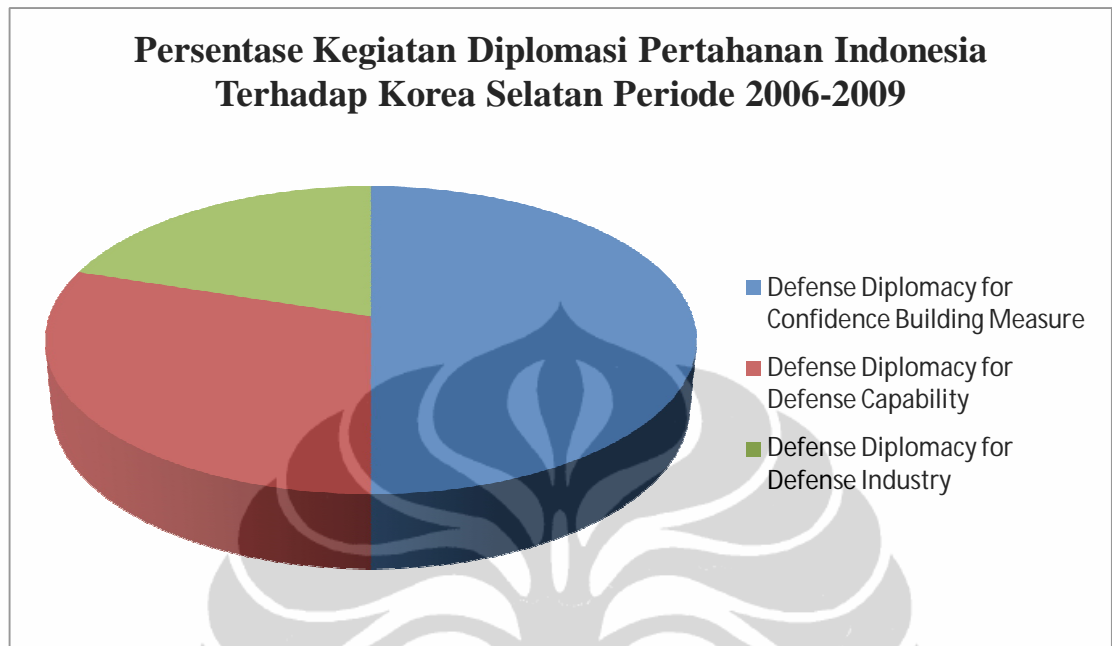 Persentase Kegiatan Diplomasi Pertahanan Indonesia
Terhadap Korea Selatan Periode 2006-2009
Defense Diplomacy for
Confidence Building Measure
Defense Diplomacy for
Defense Capability
Defense Diplomacy for
Defense Industry